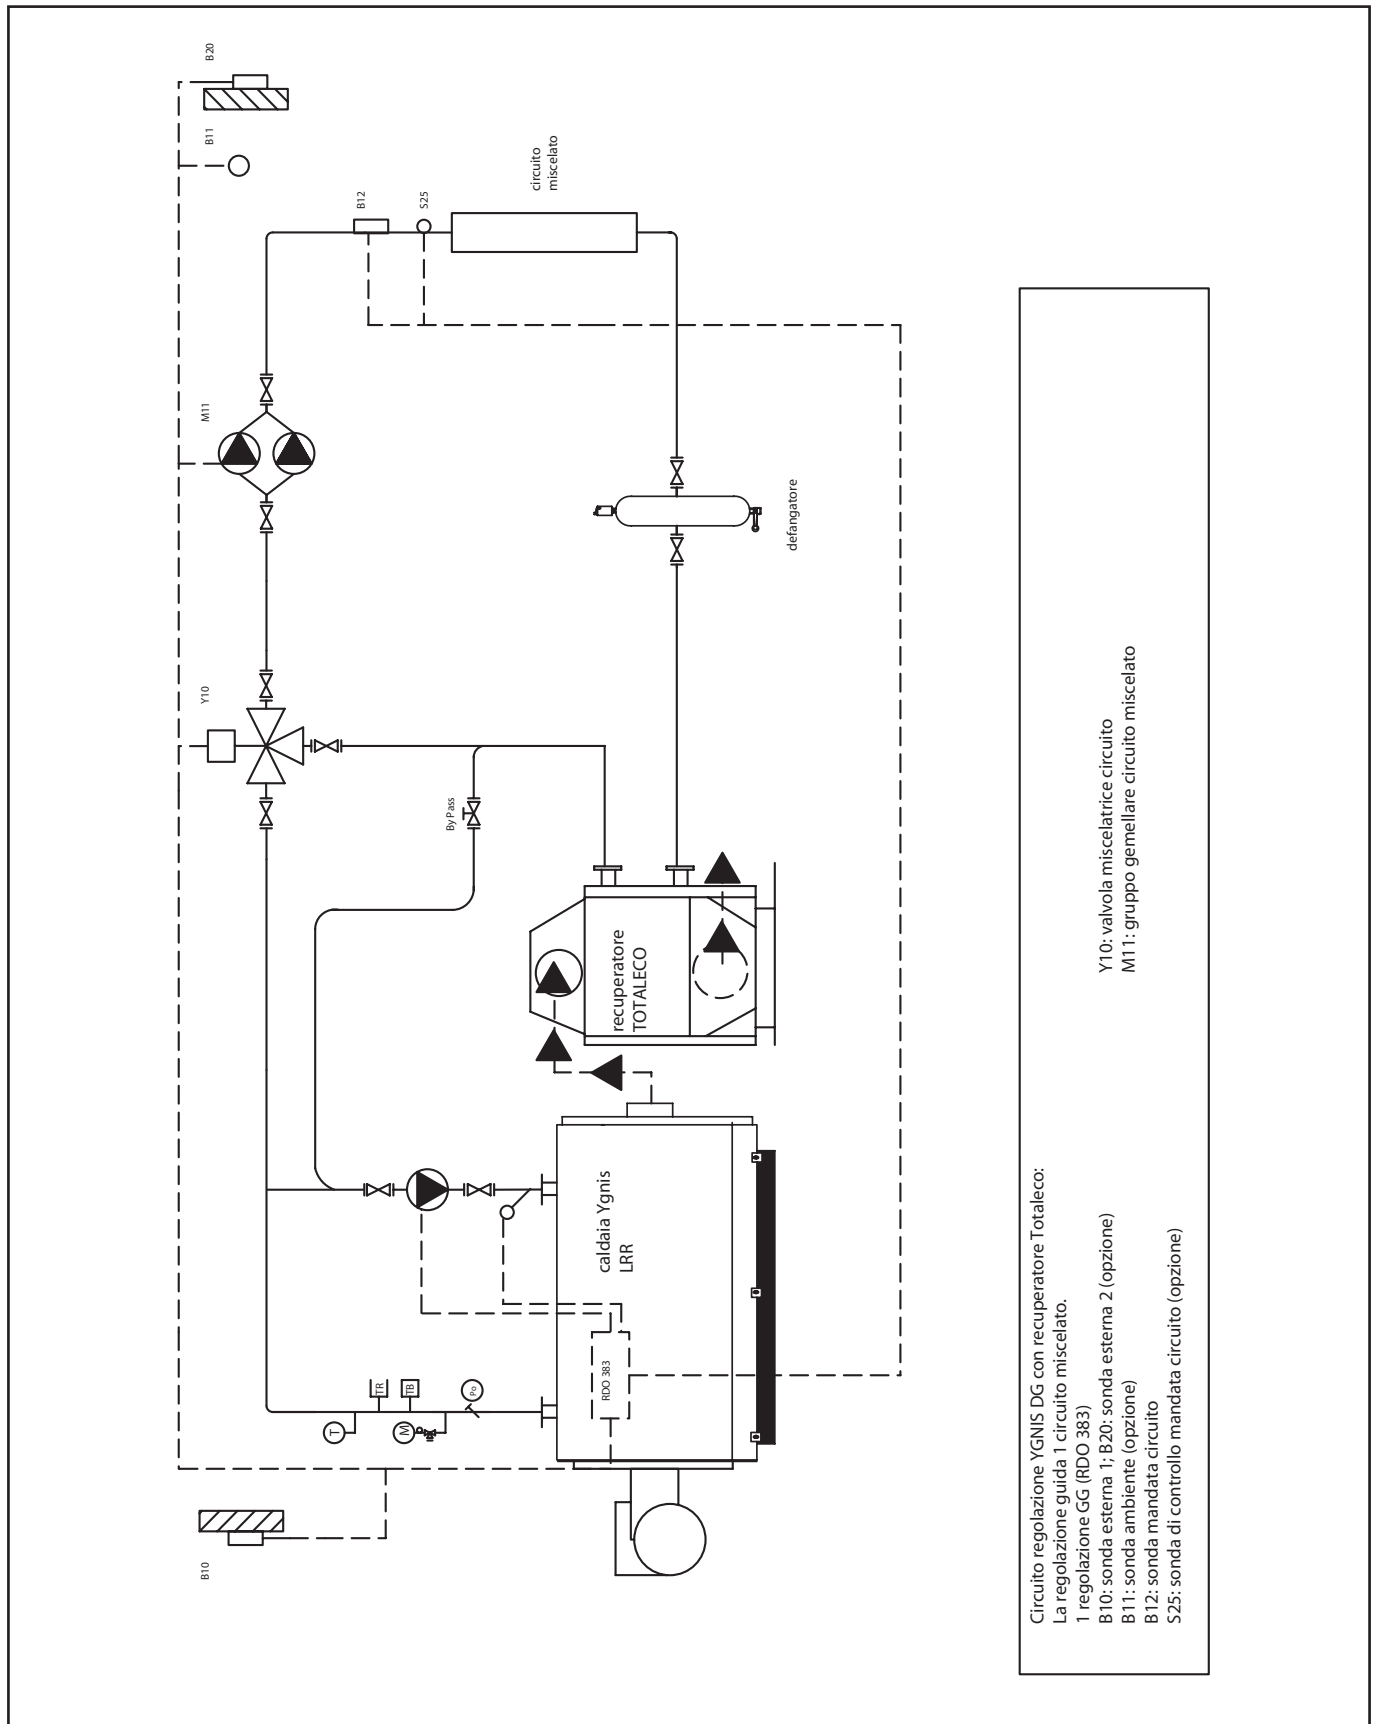 B10
B20
B11
M11
Y10
B12
S25
circuito
miscelato
By Pass
defangatore
T
TR
TB
M
Po
RDO 383
caldaia Ygnis
LRR
recuperatore
TOTALECO
Circuito regolazione YGNIS DG con recuperatore Totaleco:
La regolazione guida 1 circuito miscelato.
1 regolazione GG (RDO 383)
B10: sonda esterna 1; B20: sonda esterna 2 (opzione)
B11: sonda ambiente (opzione)
B12: sonda mandata circuito
S25: sonda di controllo mandata circuito (opzione)
Y10: valvola miscelatrice circuito
M11: gruppo gemellare circuito miscelato